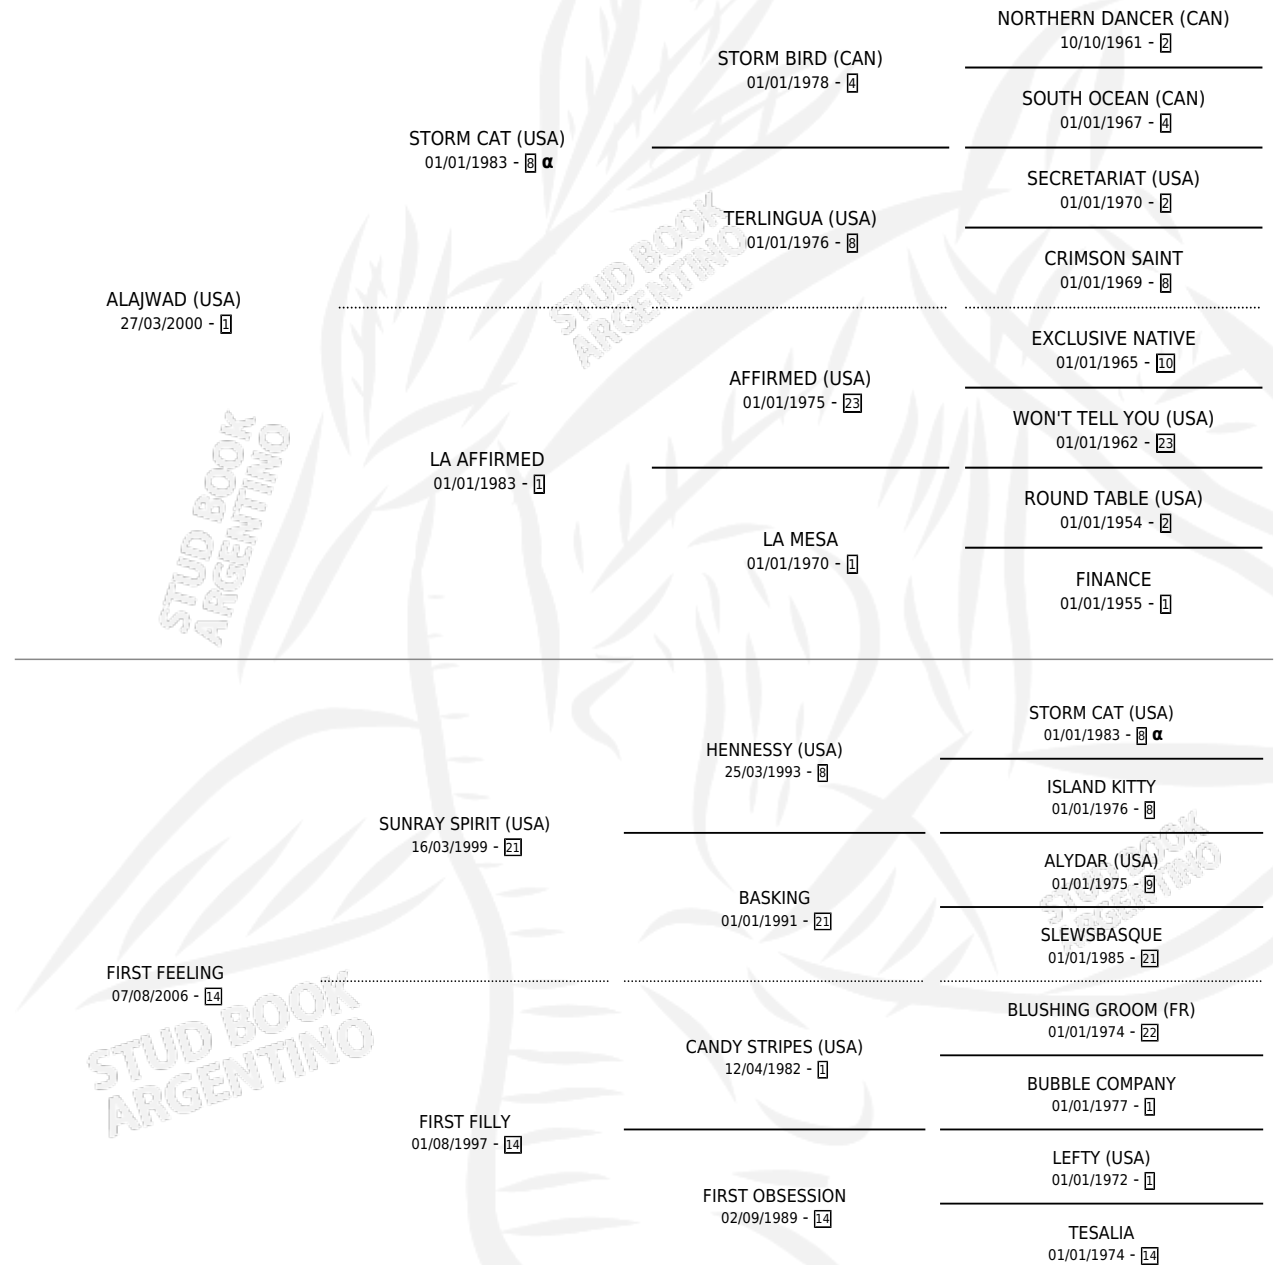 NORTHERN DANCER (CAN)
10/10/1961 - 2
STORM BIRD (CAN)
01/01/1978 - 4
SOUTH OCEAN (CAN)
01/01/1967 - 4
STORM CAT (USA)
01/01/1983 - 8 α
SECRETARIAT (USA)
01/01/1970 - 2
TERLINGUA (USA)
01/01/1976 - 8
CRIMSON SAINT
01/01/1969 - 8
ALAJWAD (USA)
27/03/2000 - 1
EXCLUSIVE NATIVE
01/01/1965 - 10
AFFIRMED (USA)
01/01/1975 - 23
WON'T TELL YOU (USA)
01/01/1962 - 23
LA AFFIRMED
01/01/1983 - 1
ROUND TABLE (USA)
01/01/1954 - 2
LA MESA
01/01/1970 - 1
FINANCE
01/01/1955 - 1
STORM CAT (USA)
01/01/1983 - 8 α
HENNESSY (USA)
25/03/1993 - 8
ISLAND KITTY
01/01/1976 - 8
SUNRAY SPIRIT (USA)
16/03/1999 - 21
ALYDAR (USA)
01/01/1975 - 9
BASKING
01/01/1991 - 21
SLEWSBASQUE
01/01/1985 - 21
FIRST FEELING
07/08/2006 - 14
BLUSHING GROOM (FR)
01/01/1974 - 22
CANDY STRIPES (USA)
12/04/1982 - 1
BUBBLE COMPANY
01/01/1977 - 1
FIRST FILLY
01/08/1997 - 14
LEFTY (USA)
01/01/1972 - 1
FIRST OBSESSION
02/09/1989 - 14
TESALIA
01/01/1974 - 14
STUD BOOK
ARGENTINO
STUD BOOK
ARGENTINO
STUD BOOK
ARGENTINO
STUD BOOK
ARGENTINO